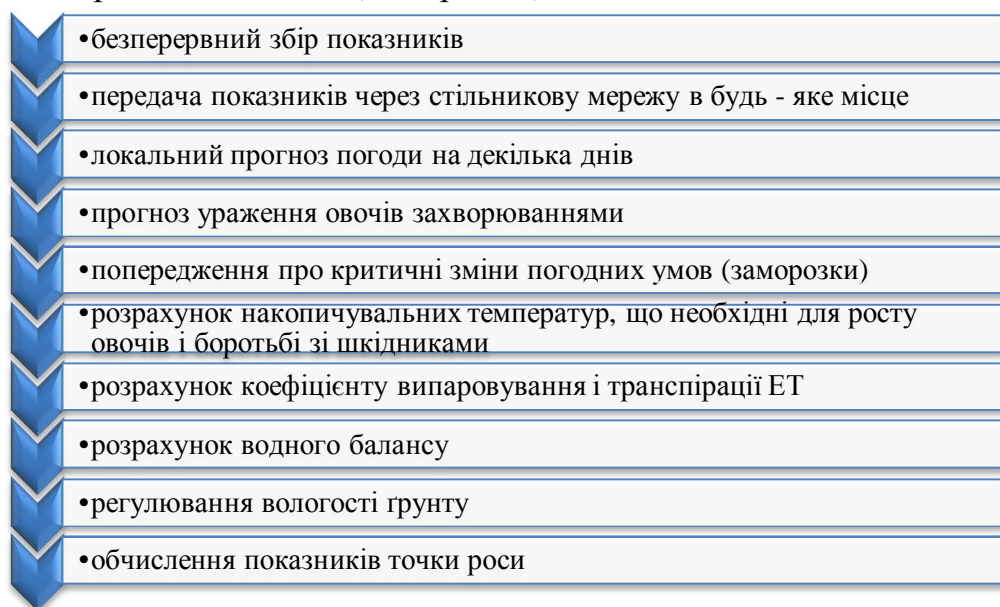 •безперервний збір показників
•передача показників через стільникову мережу в будь - яке місце
•локальний прогноз погоди на декілька днів
•прогноз ураження овочів захворюваннями
•попередження про критичні зміни погодних умов (заморозки)
•розрахунок накопичувальних температур, що необхідні для росту
овочів і боротьбі зі шкідниками
•розрахунок коефіцієнту випаровування і транспірації ЕТ
•розрахунок водного балансу
•регулювання вологості ґрунту
•обчислення показників точки роси